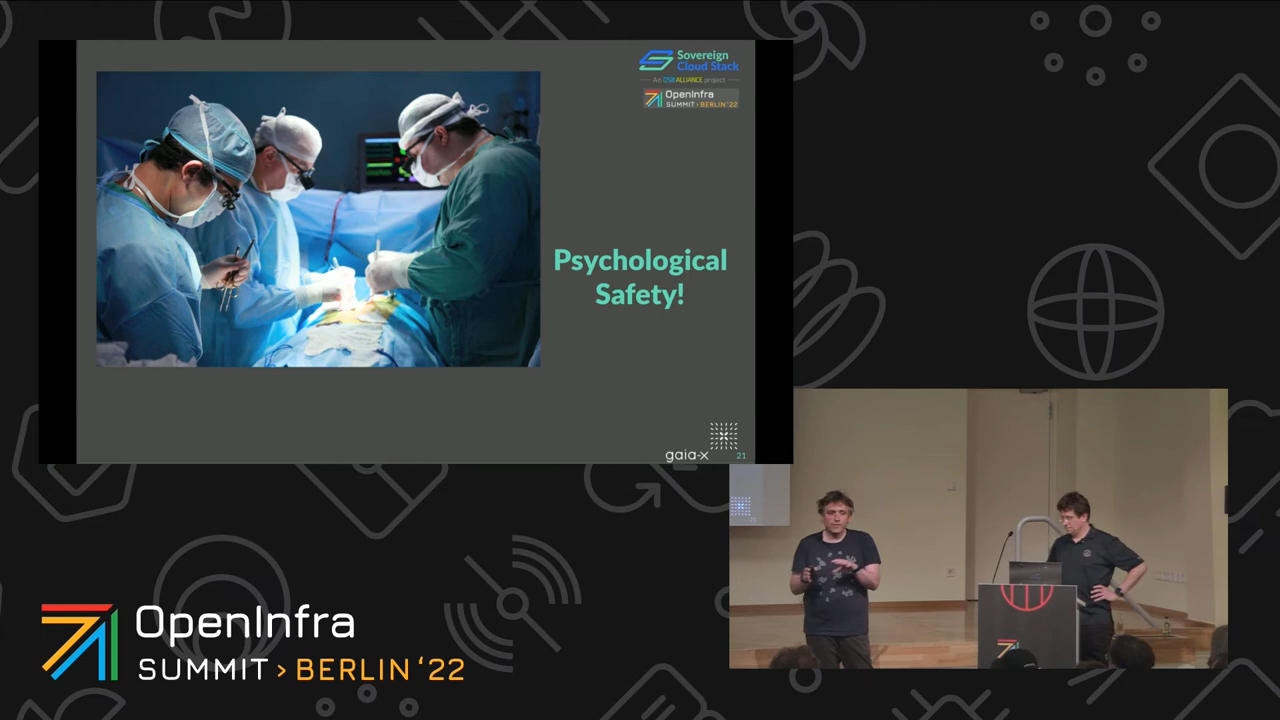 Sovereign
Cloud Stack
An OSB ALLIANCE project
OpenInfra
SUMMIT › BERLIN '22
Psychological
Safety!
gaia-x
21
OpenInfra
SUMMIT › BERLIN ‘22